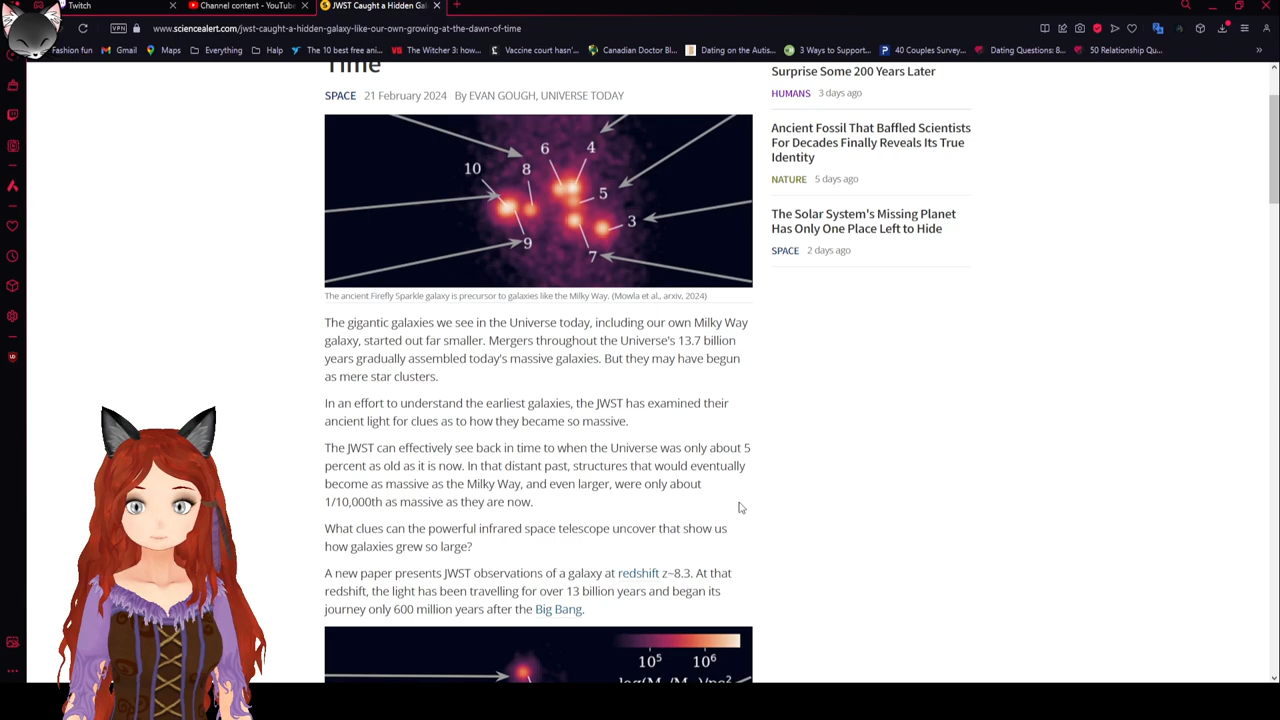 Twitch
Channel content - YouTube
JWST Caught a Hidden Gal
VPN
www.sciencealert.com/jwst-caught-a-hidden-galaxy-like-our-own-growing-at-the-dawn-of-time
Fashion fun
Gmail
Maps
Everything
Halp
The 10 best free ani...
The Witcher 3: how...
Vaccine court hasn'...
Canadian Doctor Bl...
Dating on the Autis...
3 Ways to Support...
40 Couples Survey...
Dating Questions: 8...
50 Relationship Qu...
Time
SPACE 21 February 2024 By EVAN GOUGH, UNIVERSE TODAY
10
8
6
4
5
3
9
7
The ancient Firefly Sparkle galaxy is precursor to galaxies like the Milky Way. (Mowla et al., arxiv, 2024)
The gigantic galaxies we see in the Universe today, including our own Milky Way
galaxy, started out far smaller. Mergers throughout the Universe's 13.7 billion
years gradually assembled today's massive galaxies. But they may have begun
as mere star clusters.
In an effort to understand the earliest galaxies, the JWST has examined their
ancient light for clues as to how they became so massive.
The JWST can effectively see back in time to when the Universe was only about 5
percent as old as it is now. In that distant past, structures that would eventually
become as massive as the Milky Way, and even larger, were only about
1/10,000th as massive as they are now.
What clues can the powerful infrared space telescope uncover that show us
how galaxies grew so large?
A new paper presents JWST observations of a galaxy at redshift z~8.3. At that
redshift, the light has been travelling for over 13 billion years and began its
journey only 600 million years after the Big Bang.
10⁵ 10⁶
Surprise Some 200 Years Later
HUMANS 3 days ago
Ancient Fossil That Baffled Scientists
For Decades Finally Reveals Its True
Identity
NATURE 5 days ago
The Solar System's Missing Planet
Has Only One Place Left to Hide
SPACE 2 days ago